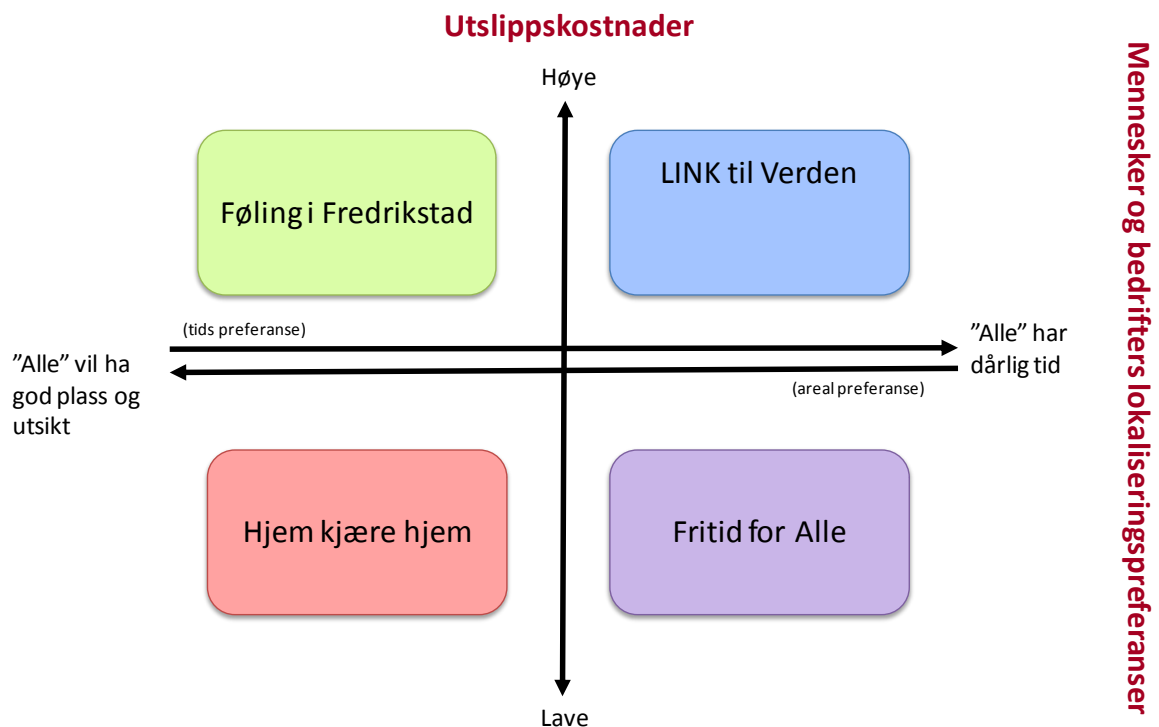 Utslippskostnader
Høye
Føling i Fredrikstad
LINK til Verden
(tids preferanse)
”Alle” vil ha
god plass og
utsikt
”Alle” har
dårlig tid
(areal preferanse)
Hjem kjære hjem
Fritid for Alle
Lave
Mennesker og bedrifters lokaliseringspreferanser